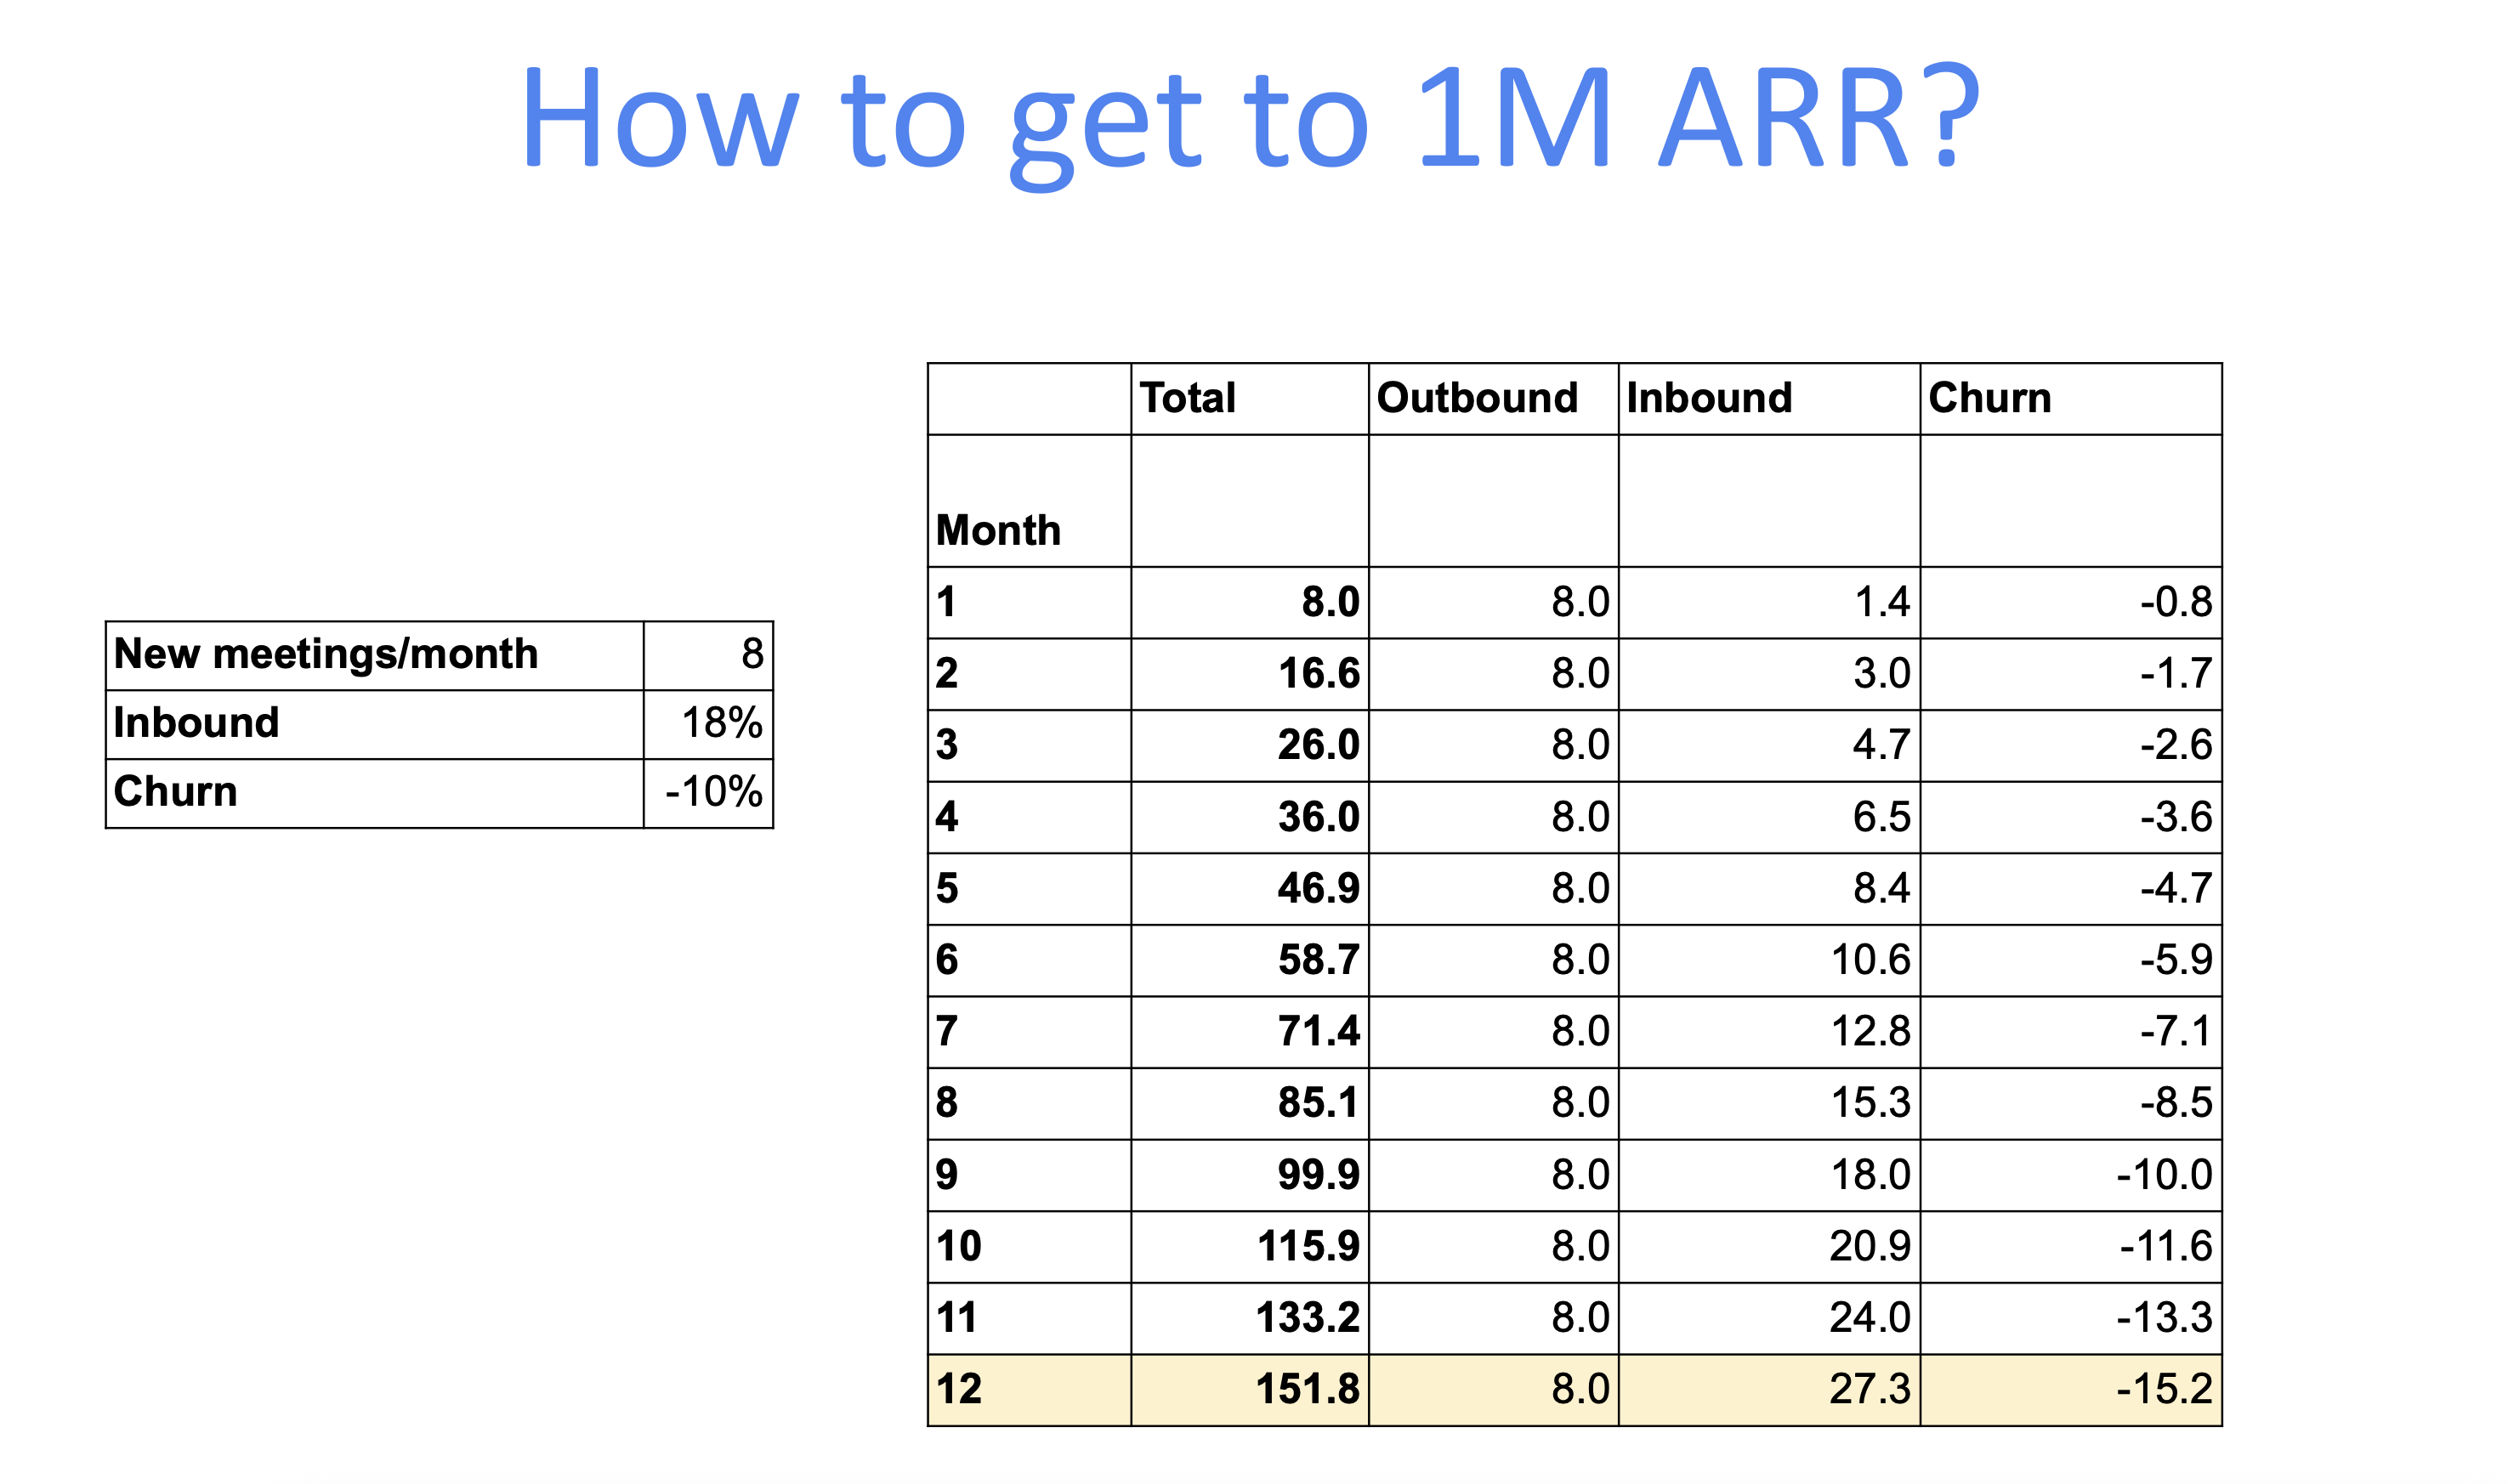 How to get to 1M ARR?
New meetings/month 8
Inbound 18%
Churn -10%
Total Outbound Inbound Churn
Month
1 8.0 8.0 1.4 -0.8
2 16.6 8.0 3.0 -1.7
3 26.0 8.0 4.7 -2.6
4 36.0 8.0 6.5 -3.6
5 46.9 8.0 8.4 -4.7
6 58.7 8.0 10.6 -5.9
7 71.4 8.0 12.8 -7.1
8 85.1 8.0 15.3 -8.5
9 99.9 8.0 18.0 -10.0
10 115.9 8.0 20.9 -11.6
11 133.2 8.0 24.0 -13.3
12 151.8 8.0 27.3 -15.2